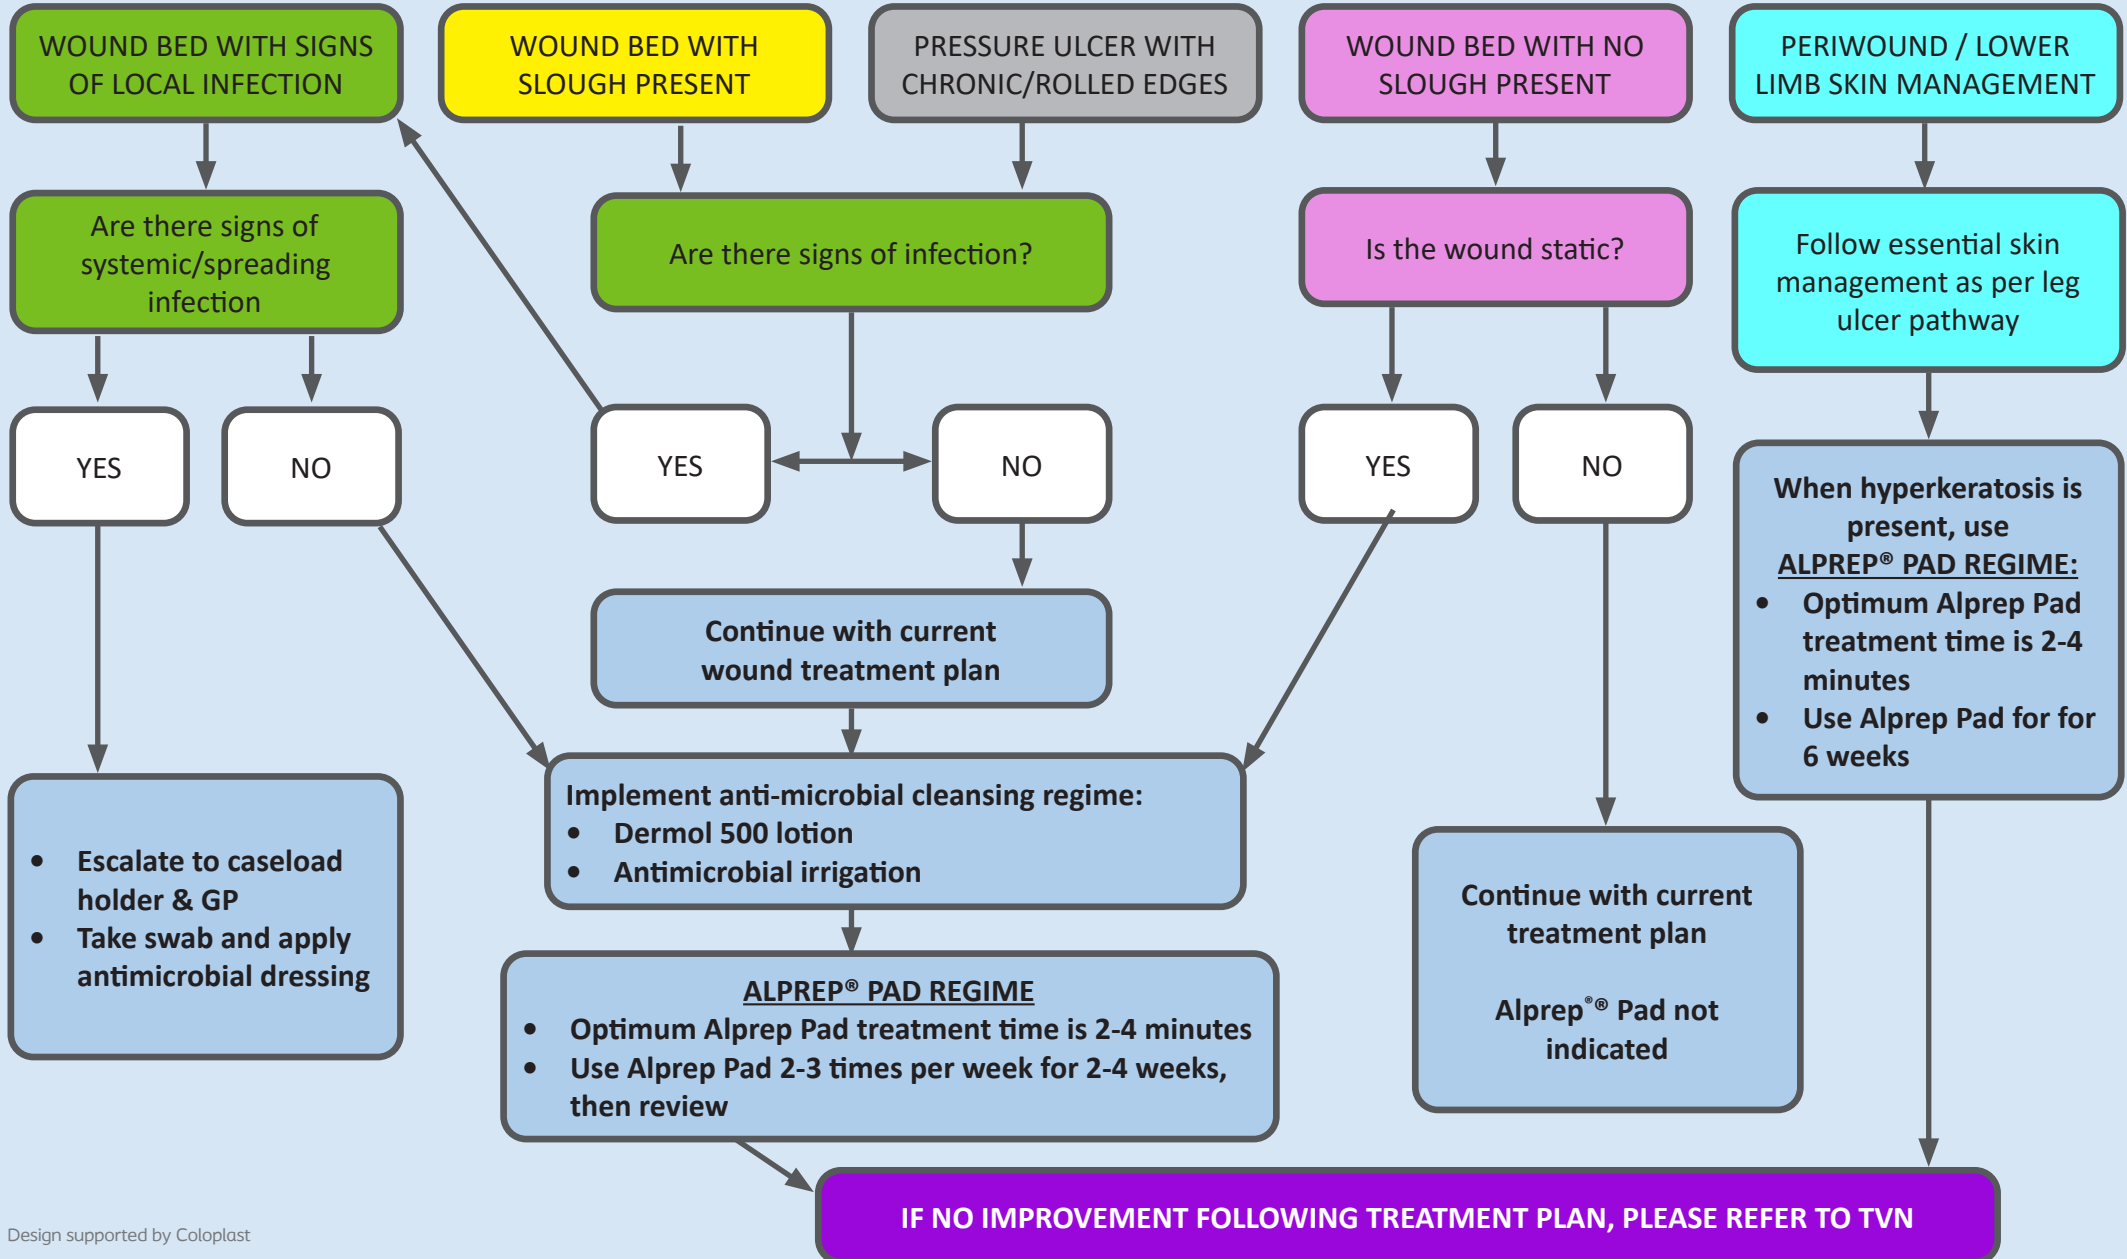 WOUND BED WITH SIGNS
OF LOCAL INFECTION
WOUND BED WITH
SLOUGH PRESENT
PRESSURE ULCER WITH
CHRONIC/ROLLED EDGES
WOUND BED WITH NO
SLOUGH PRESENT
PERIWOUND / LOWER
LIMB SKIN MANAGEMENT
Are there signs of
systemic/spreading
infection
Are there signs of infection?
Is the wound static?
Follow essential skin
management as per leg
ulcer pathway
YES
NO
YES
NO
YES
NO
When hyperkeratosis is
present, use
ALPREP® PAD REGIME:
• Optimum Alprep Pad
treatment time is 2-4
minutes
• Use Alprep Pad for for
6 weeks
Continue with current
wound treatment plan
Implement anti-microbial cleansing regime:
• Dermol 500 lotion
• Antimicrobial irrigation
• Escalate to caseload
holder & GP
• Take swab and apply
antimicrobial dressing
Continue with current
treatment plan
Alprep®® Pad not
indicated
ALPREP® PAD REGIME
• Optimum Alprep Pad treatment time is 2-4 minutes
• Use Alprep Pad 2-3 times per week for 2-4 weeks,
then review
IF NO IMPROVEMENT FOLLOWING TREATMENT PLAN, PLEASE REFER TO TVN
Design supported by Coloplast